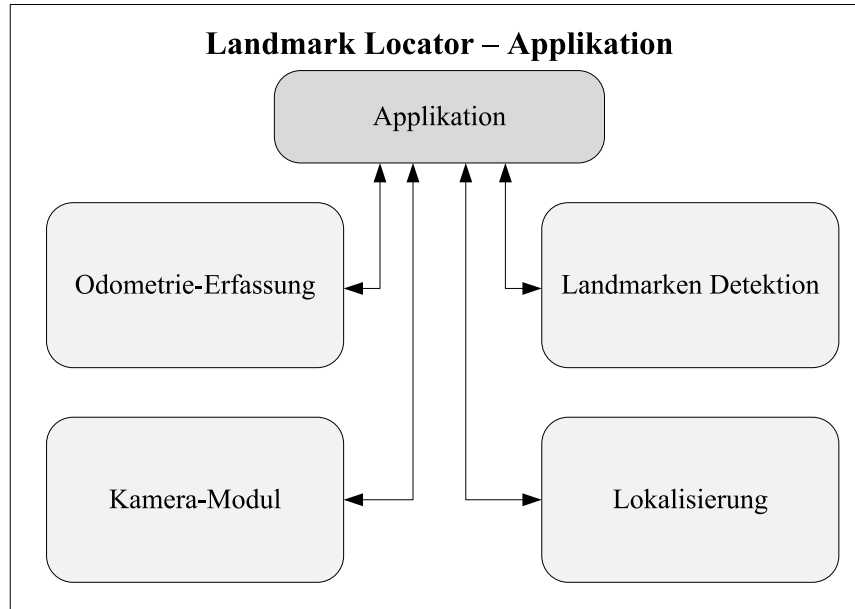 Landmark Locator – Applikation
Applikation
Odometrie-Erfassung
Landmarken Detektion
Kamera-Modul
Lokalisierung